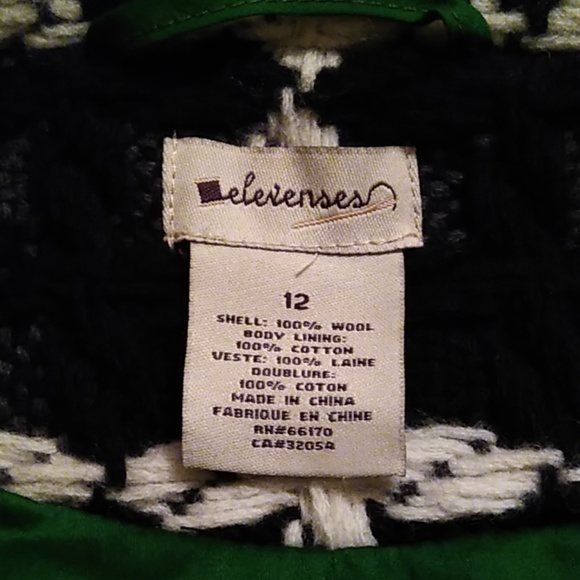 elevenses
12
SHELL: 100% WOOL
BODY LINING:
100% COTTON
VESTE: 100% LAINE
DOUBLURE:
100% COTON
MADE IN CHINA
FABRIQUE EN CHINE
RN#66170
CA#32054